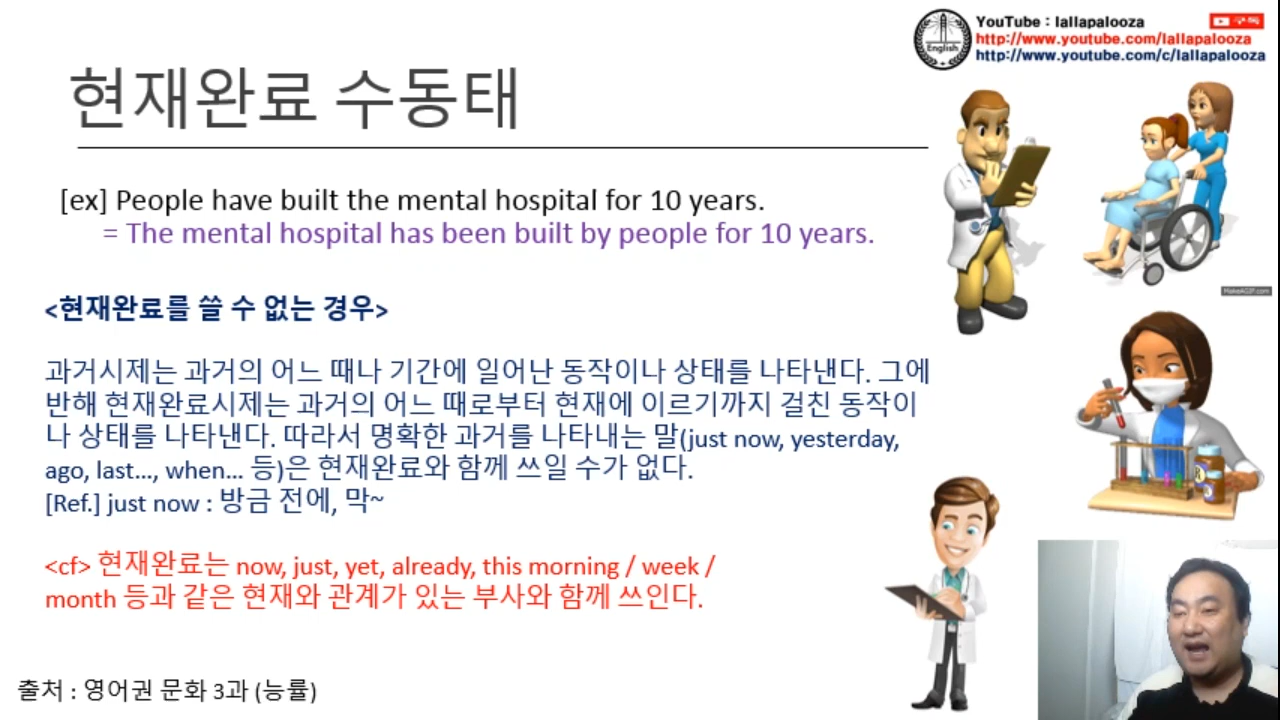 YouTube : lallapalooza
구독
http://www.youtube.com/lallapalooza
http://www.youtube.com/c/lallapalooza
English
현재완료 수동태
[ex] People have built the mental hospital for 10 years.
= The mental hospital has been built by people for 10 years.
<현재완료를 쓸 수 없는 경우>
과거시제는 과거의 어느 때나 기간에 일어난 동작이나 상태를 나타낸다. 그에
반해 현재완료시제는 과거의 어느 때로부터 현재에 이르기까지 걸친 동작이
나 상태를 나타낸다. 따라서 명확한 과거를 나타내는 말(just now, yesterday,
ago, last…, when… 등)은 현재완료와 함께 쓰일 수가 없다.
[Ref.] just now : 방금 전에, 막~
<cf> 현재완료는 now, just, yet, already, this morning / week /
month 등과 같은 현재와 관계가 있는 부사와 함께 쓰인다.
출처 : 영어권 문화 3과 (능률)
MakeAGIF.com